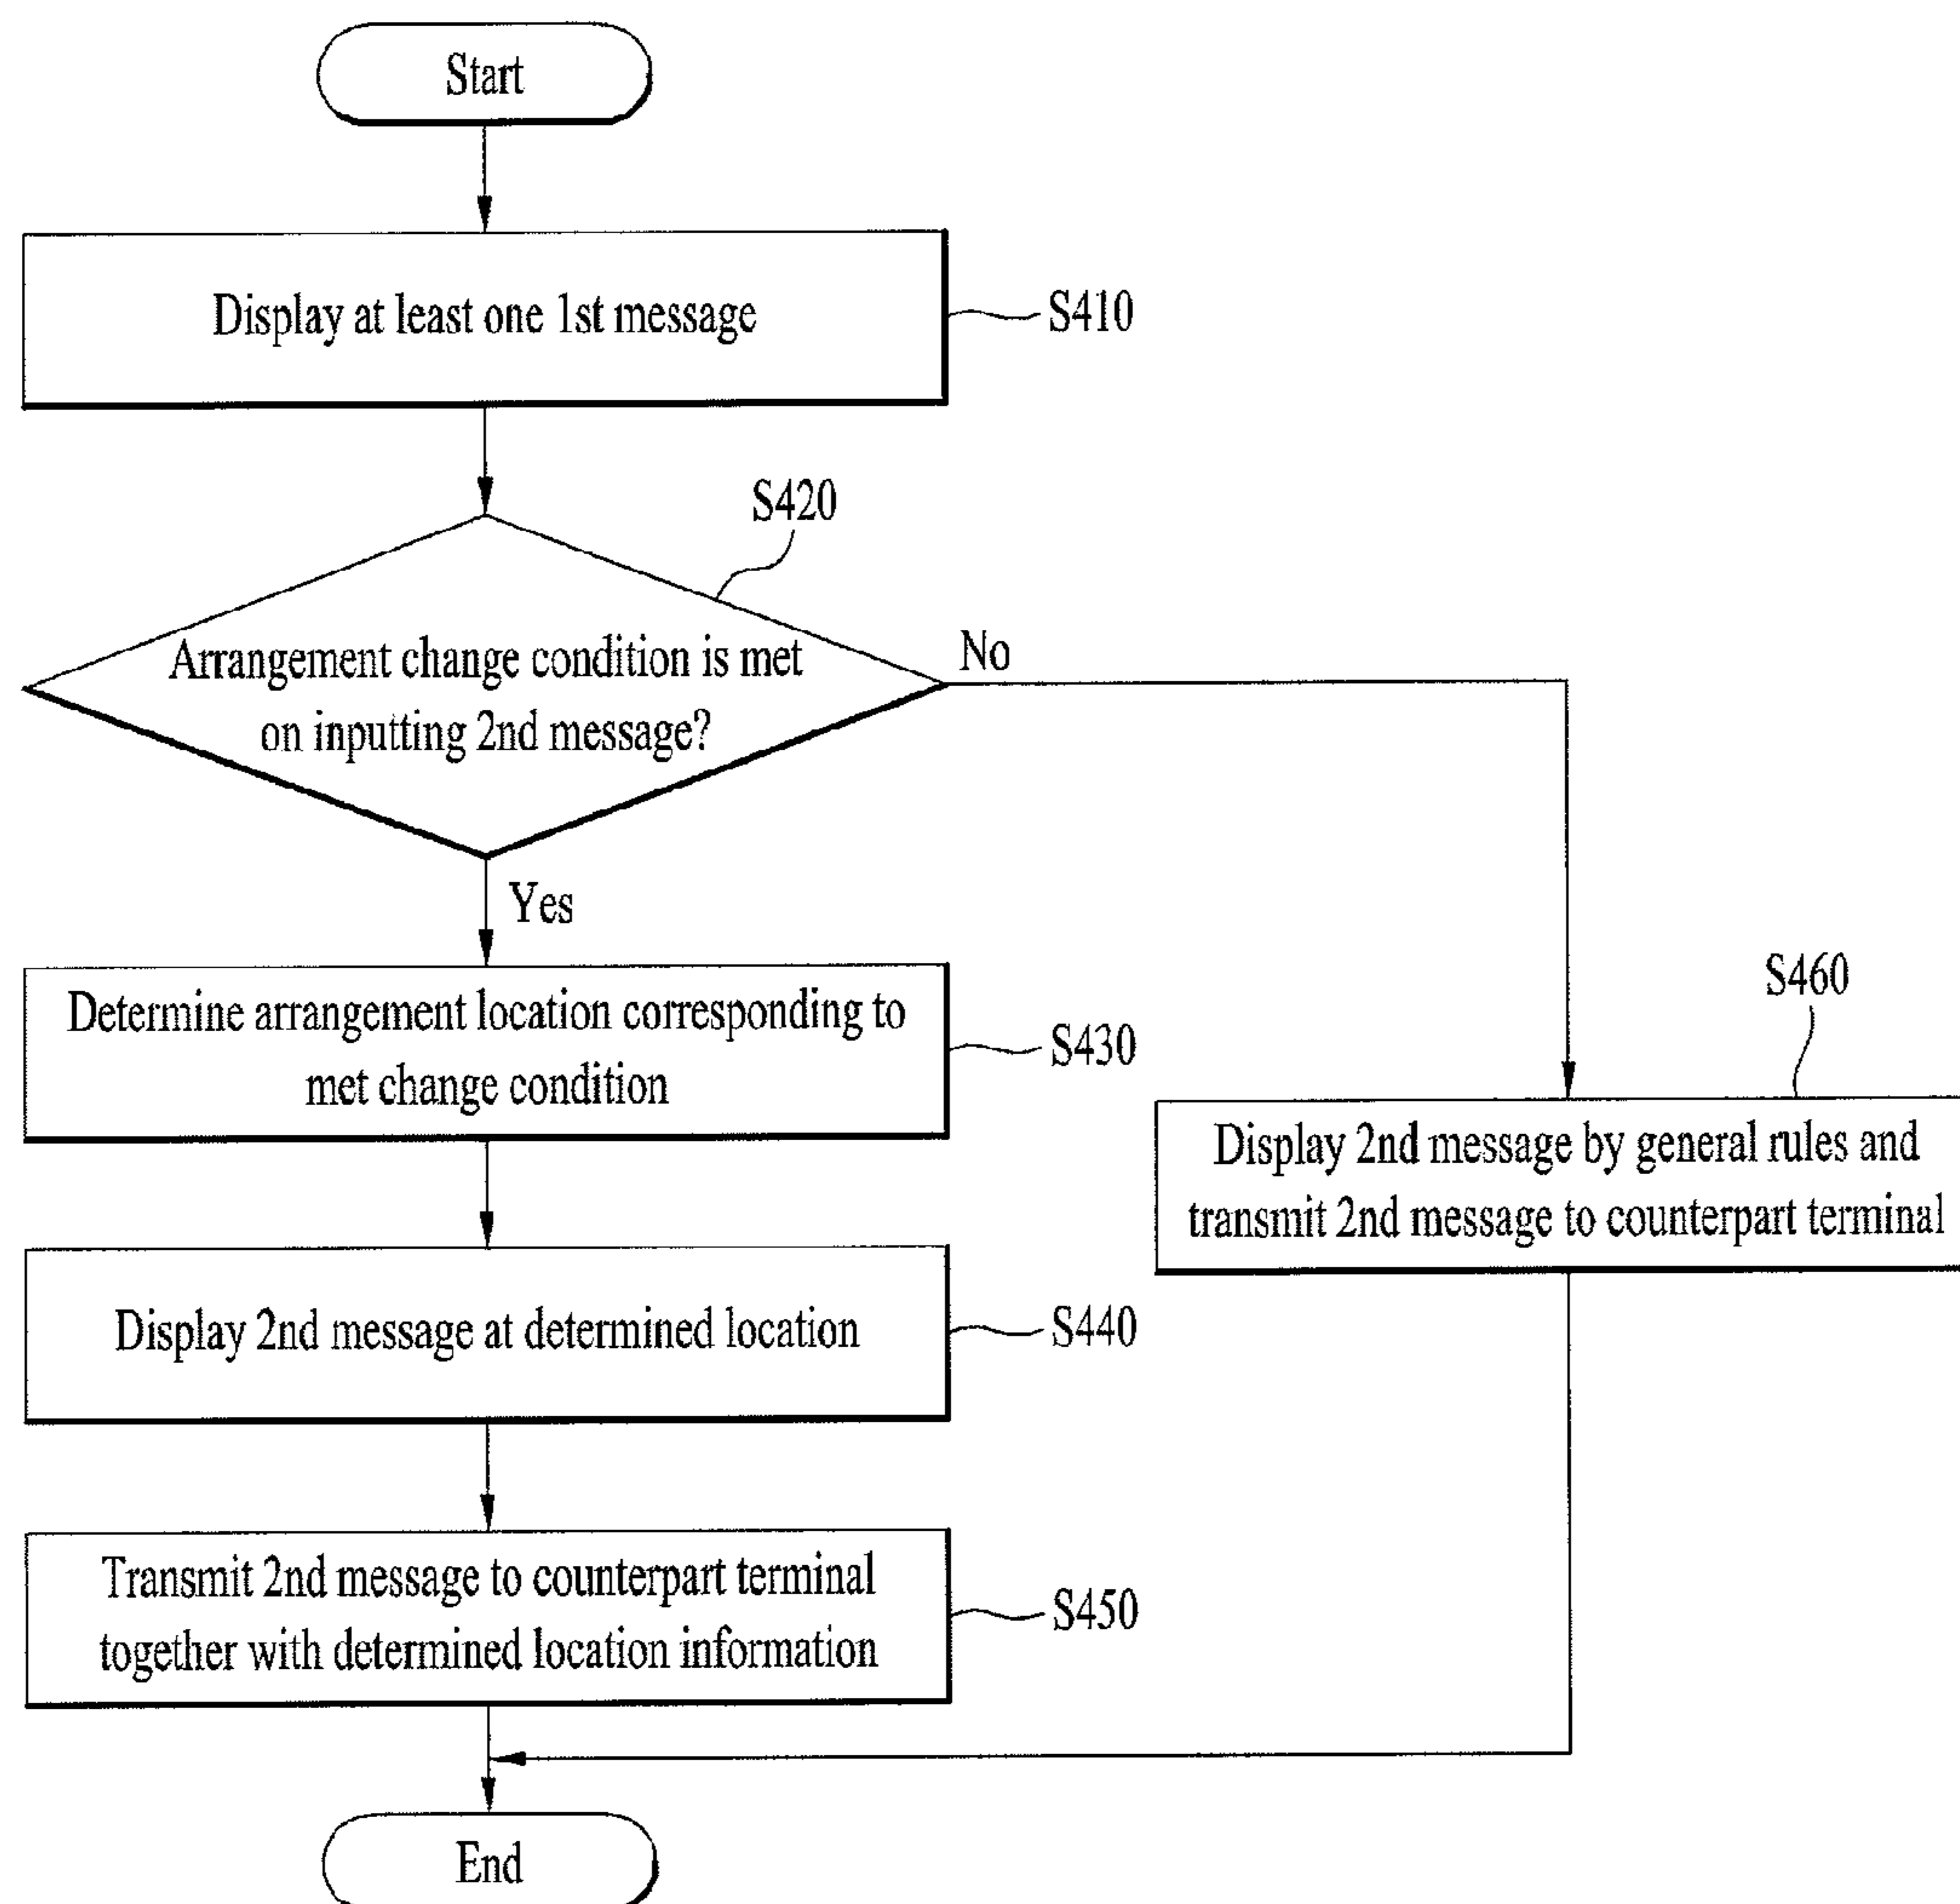 Start
Display at least one 1st message
S410
S420
Arrangement change condition is met
on inputting 2nd message?
No
Yes
Determine arrangement location corresponding to
met change condition
S430
S460
Display 2nd message by general rules and
transmit 2nd message to counterpart terminal
Display 2nd message at determined location
S440
Transmit 2nd message to counterpart terminal
together with determined location information
S450
End